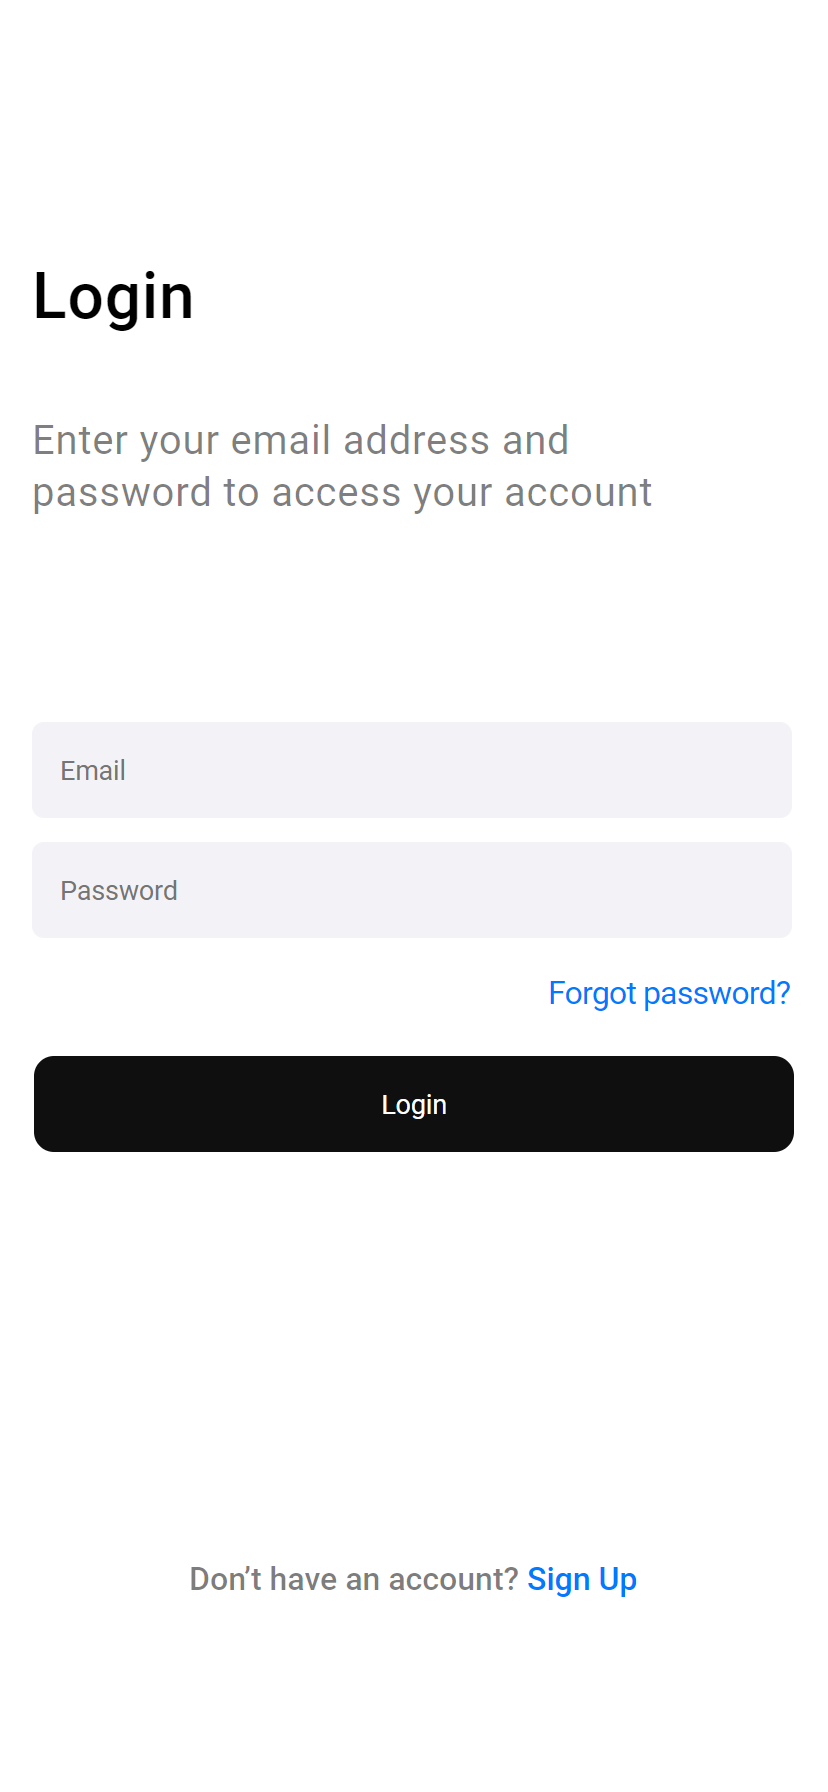 Login
Enter your email address and
password to access your account
Email
Password
Forgot password?
Login
Don’t have an account? Sign Up